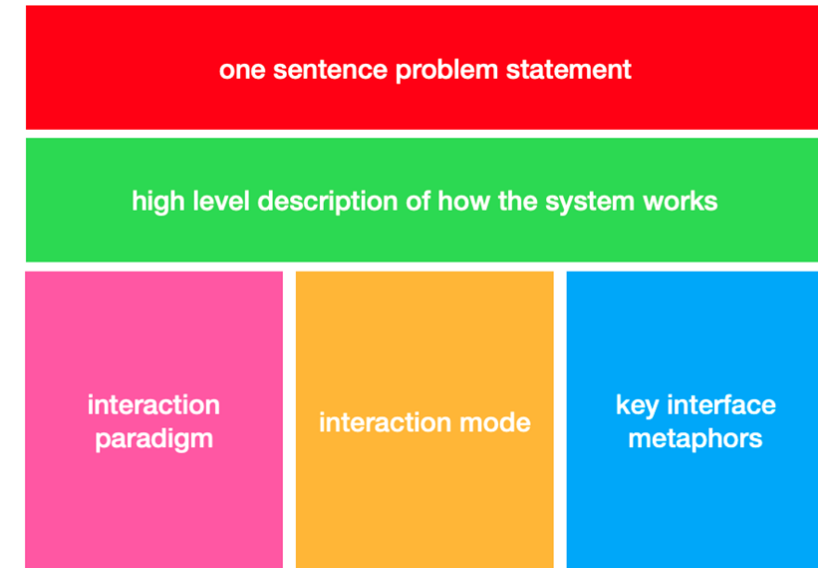 one sentence problem statement
high level description of how the system works
interaction
paradigm
interaction mode
key interface
metaphors